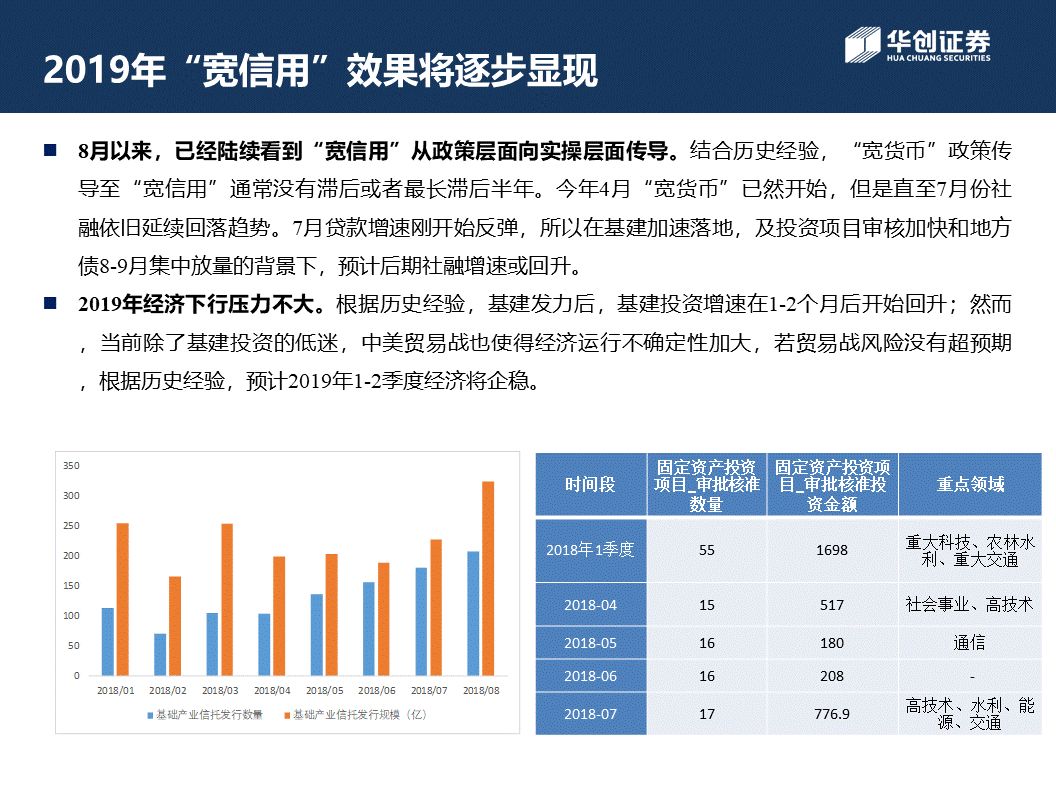 2019年“宽信用”效果将逐步显现
华创证券
HUA CHUANG SECURITIES
8月以来，已经陆续看到“宽信用”从政策层面向实操层面传导。结合历史经验，“宽货币”政策传
导至“宽信用”通常没有滞后或者最长滞后半年。今年4月“宽货币”已然开始，但是直至7月份社
融依旧延续回落趋势。7月贷款增速刚开始反弹，所以在基建加速落地，及投资项目审核加快和地方
债8-9月集中放量的背景下，预计后期社融增速或回升。
2019年经济下行压力不大。根据历史经验，基建发力后，基建投资增速在1-2个月后开始回升；然而
，当前除了基建投资的低迷，中美贸易战也使得经济运行不确定性加大，若贸易战风险没有超预期
，根据历史经验，预计2019年1-2季度经济将企稳。
350
300
250
200
150
100
50
0
2018/01 2018/02 2018/03 2018/04 2018/05 2018/06 2018/07 2018/08
基础产业信托发行数量 基础产业信托发行规模（亿）
时间段 固定资产投资项目_审批核准数量 固定资产投资项目_审批核准投资金额 重点领域
2018年1季度 55 1698 重大科技、农林水利、重大交通
2018-04 15 517 社会事业、高技术
2018-05 16 180 通信
2018-06 16 208 -
2018-07 17 776.9 高技术、水利、能源、交通